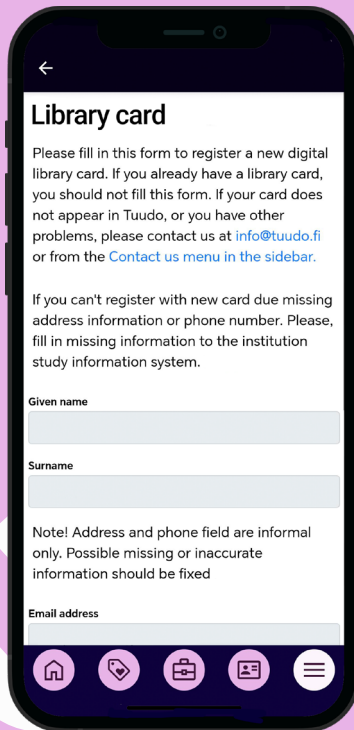 Library card
Please fill in this form to register a new digital
library card. If you already have a library card,
you should not fill this form. If your card does
not appear in Tuudo, or you have other
problems, please contact us at info@tuudo.fi
or from the Contact us menu in the sidebar.
If you can't register with new card due missing
address information or phone number. Please,
fill in missing information to the institution
study information system.
Given name
Surname
Note! Address and phone field are informal
only. Possible missing or inaccurate
information should be fixed
Email address